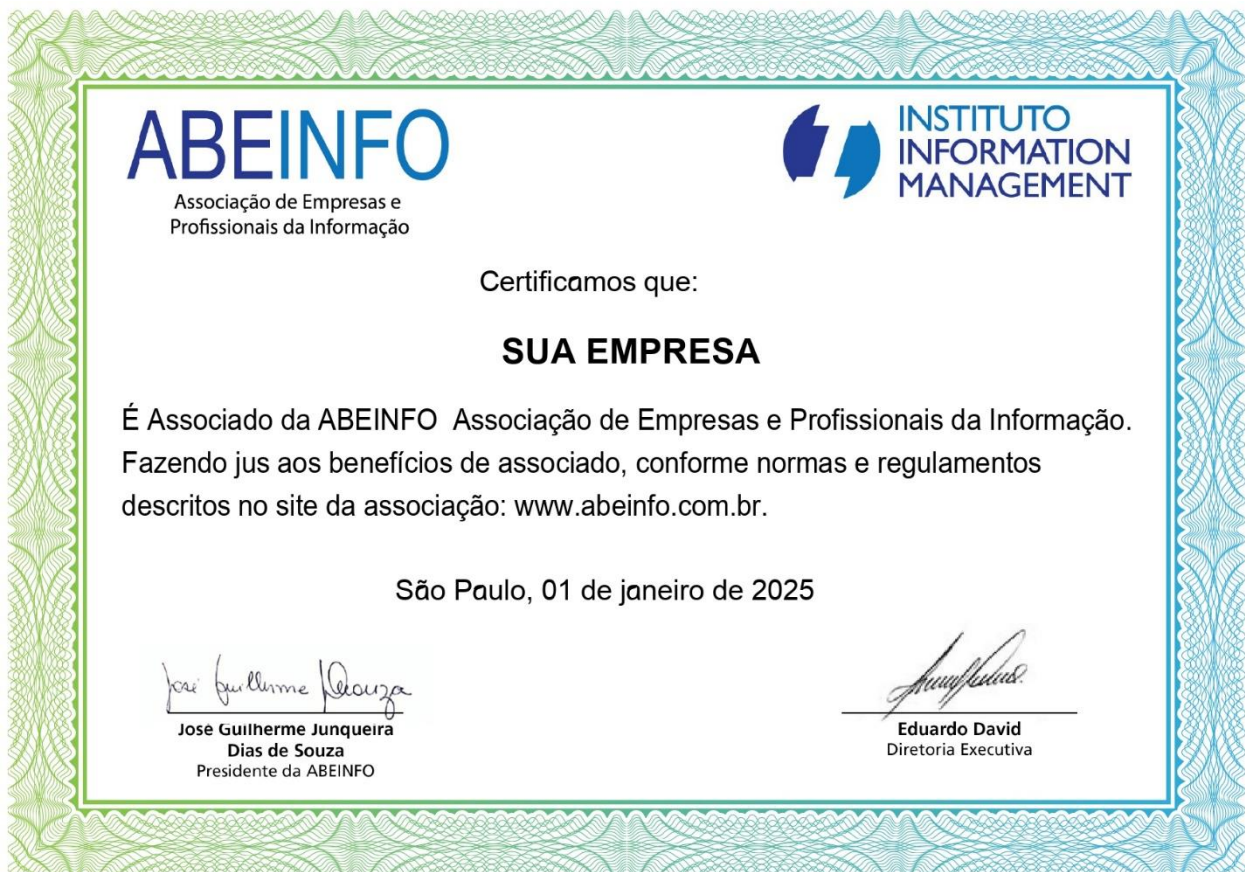 ABEINFO
Associação de Empresas e
Profissionais da Informação
INSTITUTO
INFORMATION
MANAGEMENT
Certificamos que:
SUA EMPRESA
É Associado da ABEINFO  Associação de Empresas e Profissionais da Informação.
Fazendo jus aos benefícios de associado, conforme normas e regulamentos
descritos no site da associação: www.abeinfo.com.br.
São Paulo, 01 de janeiro de 2025
José Guilherme
José Guilherme Junqueira
Dias de Souza
Presidente da ABEINFO
Eduardo David
Diretoria Executiva